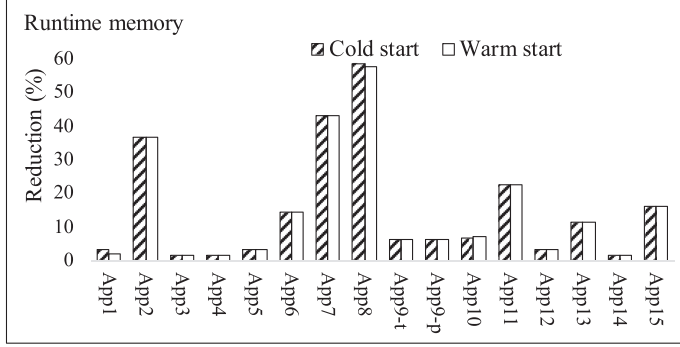 Runtime memory
Cold start Warm start
Reduction (%)
60
50
40
30
20
10
0
App1
App2
App3
App4
App5
App6
App7
App8
App9-t
App9-p
App10
App11
App12
App13
App14
App15